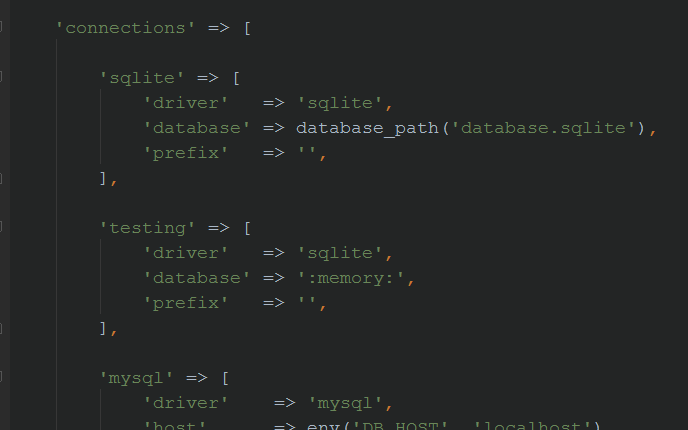 'connections' => [
'sqlite' => [
'driver' => 'sqlite',
'database' => database_path('database.sqlite'),
'prefix' => '',
],
'testing' => [
'driver' => 'sqlite',
'database' => ':memory:',
'prefix' => '',
],
'mysql' => [
'driver' => 'mysql',
'host' => env('DB_HOST', 'localhost')